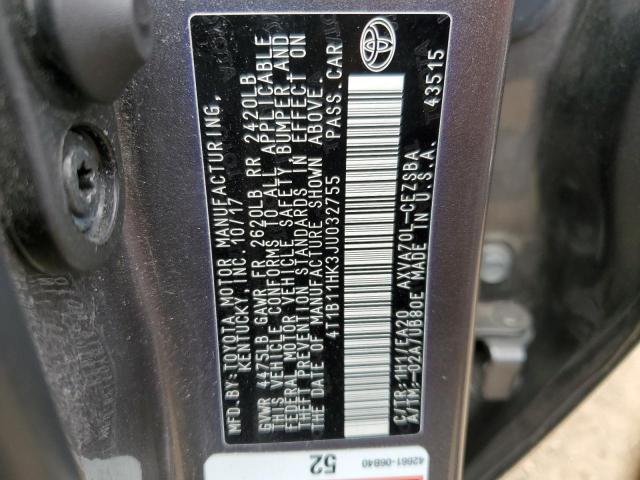 MFD.BY:TOYOTA MOTOR MANUFACTURING,
KENTUCKY, INC. 10/17
GVWR 4475LB GAWR FR 2620LB RR 2420LB
THIS VEHICLE CONFORMS TO ALL APPLICABLE
FEDERAL MOTOR VEHICLE SAFETY, BUMPER, AND
THEFT PREVENTION STANDARDS IN EFFECT ON
THE DATE OF MANUFACTURE SHOWN ABOVE.
4T1B11HK3JU032755 PASS.CAR
C/TR:1H1/EA20 AXVA70L-CEZSBA
A/TM:-02A/UB80E MADE IN U.S.A.
43515
52
42661-06B40